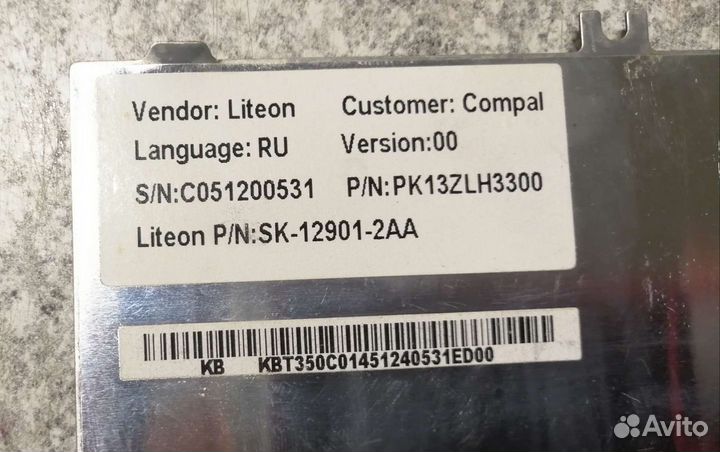 Vendor: Liteon Customer: Compal
Language: RU Version:00
S/N:C051200531 P/N:PK13ZLH3300
Liteon P/N:SK-12901-2AA
KB KBT350C01451240531ED00
Avito